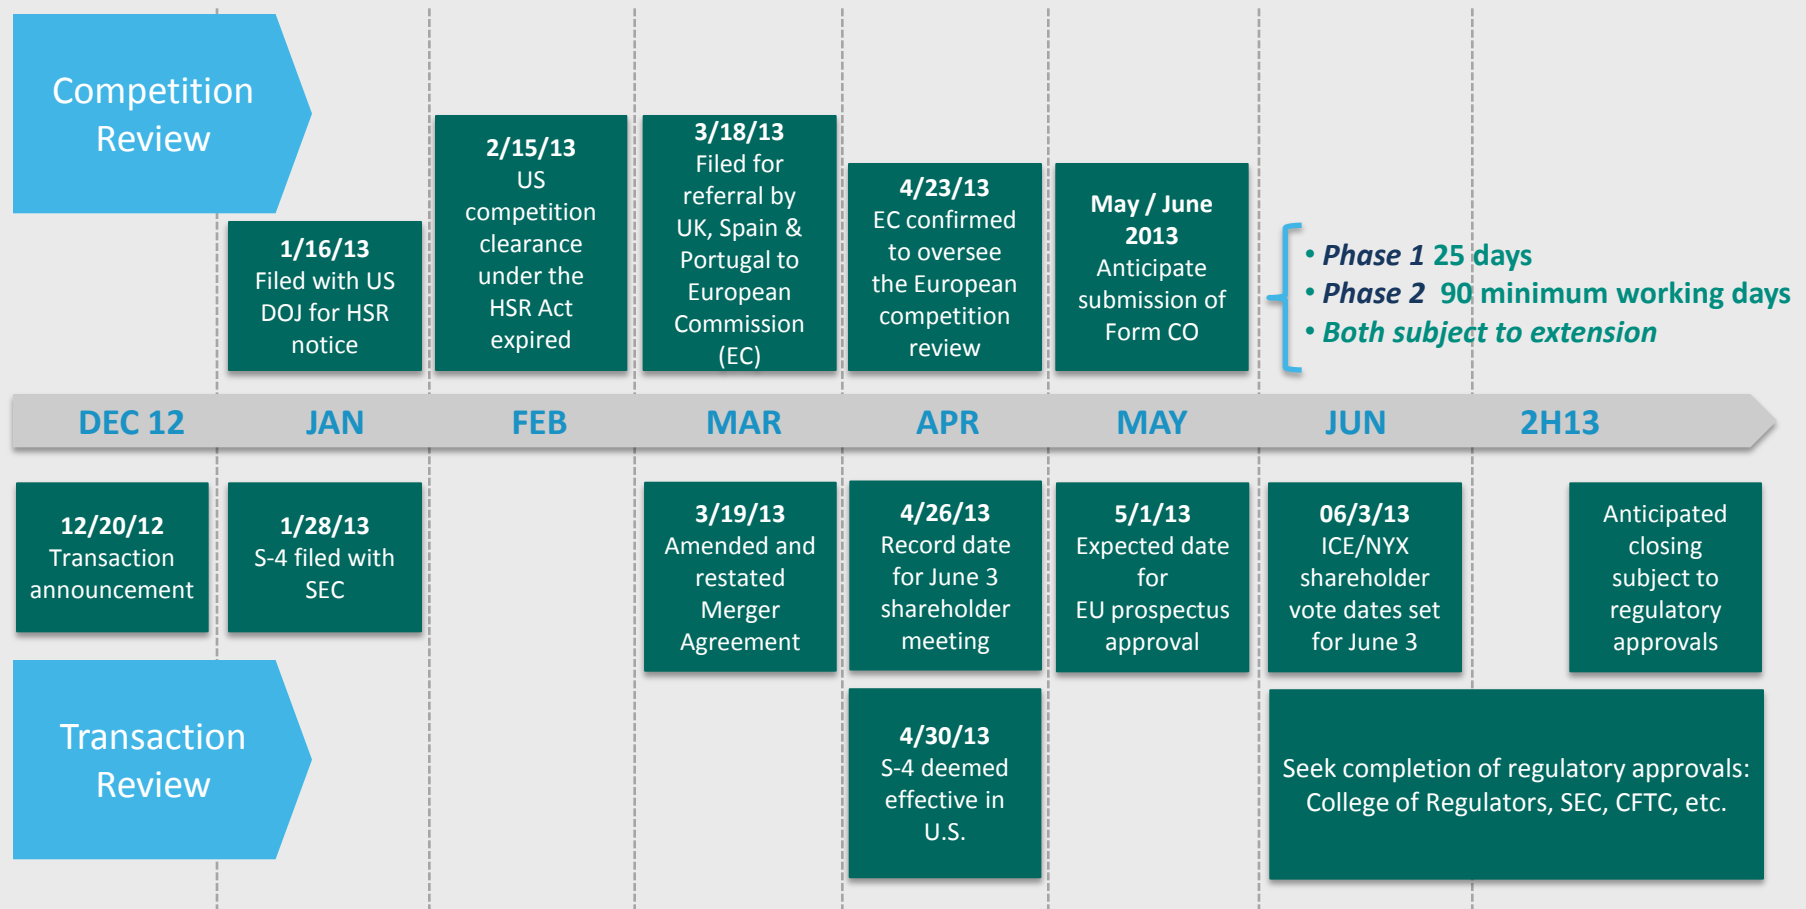 Competition
Review
1/16/13
Filed with US
DOJ for HSR
notice
2/15/13
US
competition
clearance
under the
HSR Act
expired
3/18/13
Filed for
referral by
UK, Spain &
Portugal to
European
Commission
(EC)
4/23/13
EC confirmed
to oversee
the European
competition
review
May / June
2013
Anticipate
submission of
Form CO
• Phase 1 25 days
• Phase 2 90 minimum working days
• Both subject to extension
DEC 12 JAN FEB MAR APR MAY JUN 2H13
12/20/12
Transaction
announcement
1/28/13
S-4 filed with
SEC
3/19/13
Amended and
restated
Merger
Agreement
4/26/13
Record date
for June 3
shareholder
meeting
5/1/13
Expected date
for
EU prospectus
approval
06/3/13
ICE/NYX
shareholder
vote dates set
for June 3
Anticipated
closing
subject to
regulatory
approvals
Transaction
Review
4/30/13
S-4 deemed
effective in
U.S.
Seek completion of regulatory approvals:
College of Regulators, SEC, CFTC, etc.